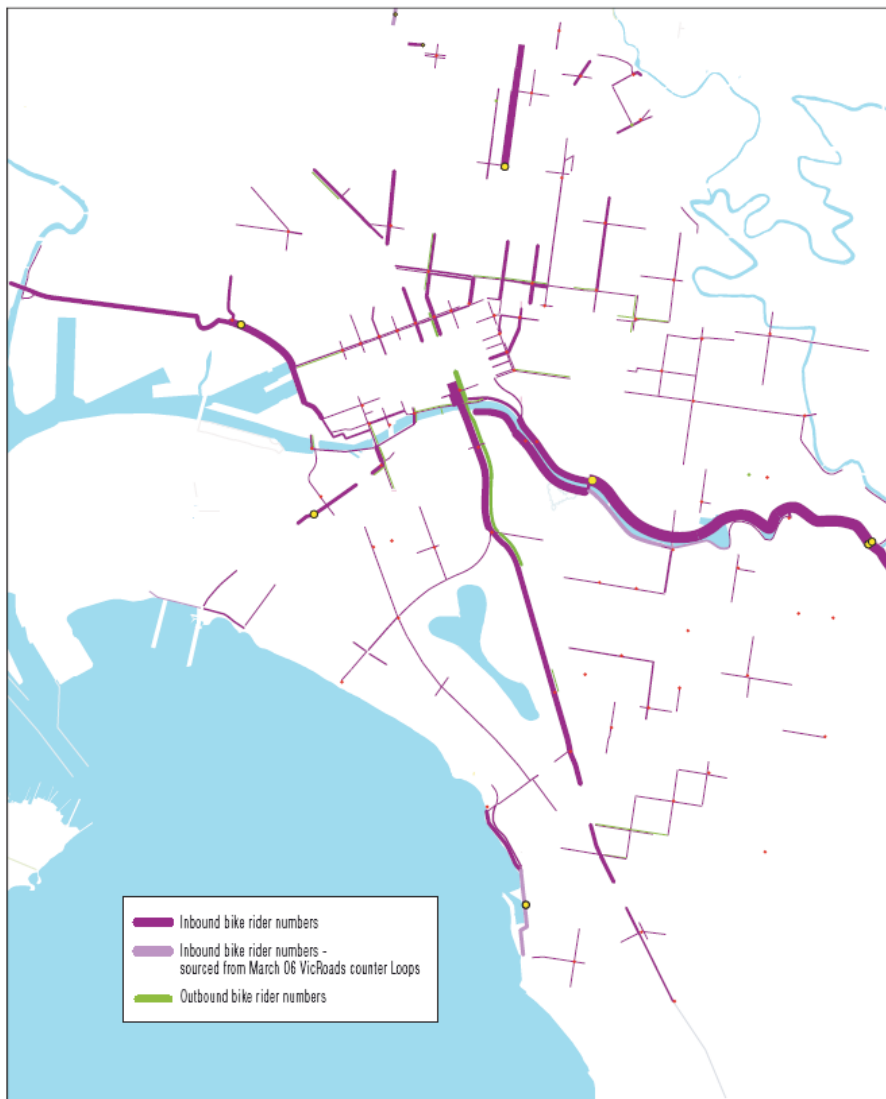 Inbound bike rider numbers
Inbound bike rider numbers -
sourced from March 06 VicRoads counter Loops
Outbound bike rider numbers